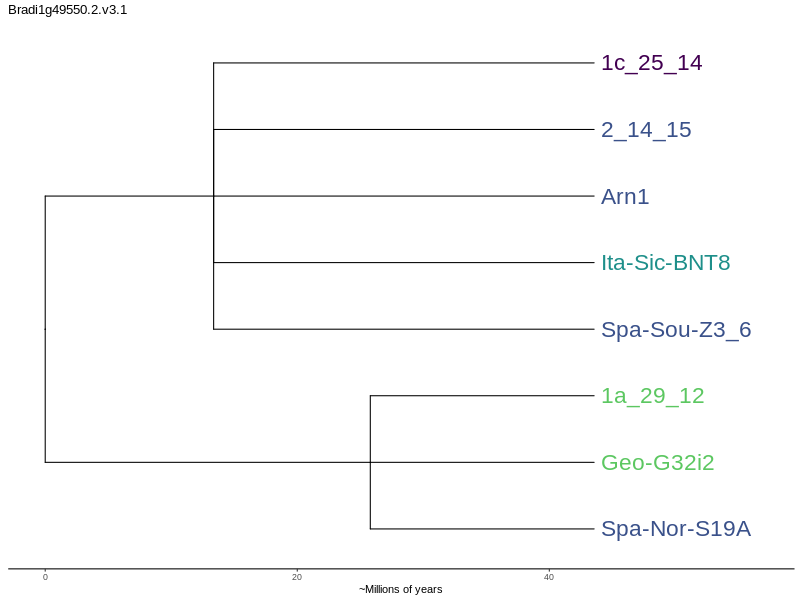 Bradi1g49550.2.v3.1
1c_25_14
2_14_15
Arn1
Ita-Sic-BNT8
Spa-Sou-Z3_6
1a_29_12
Geo-G32i2
Spa-Nor-S19A
0 20 40
~Millions of years